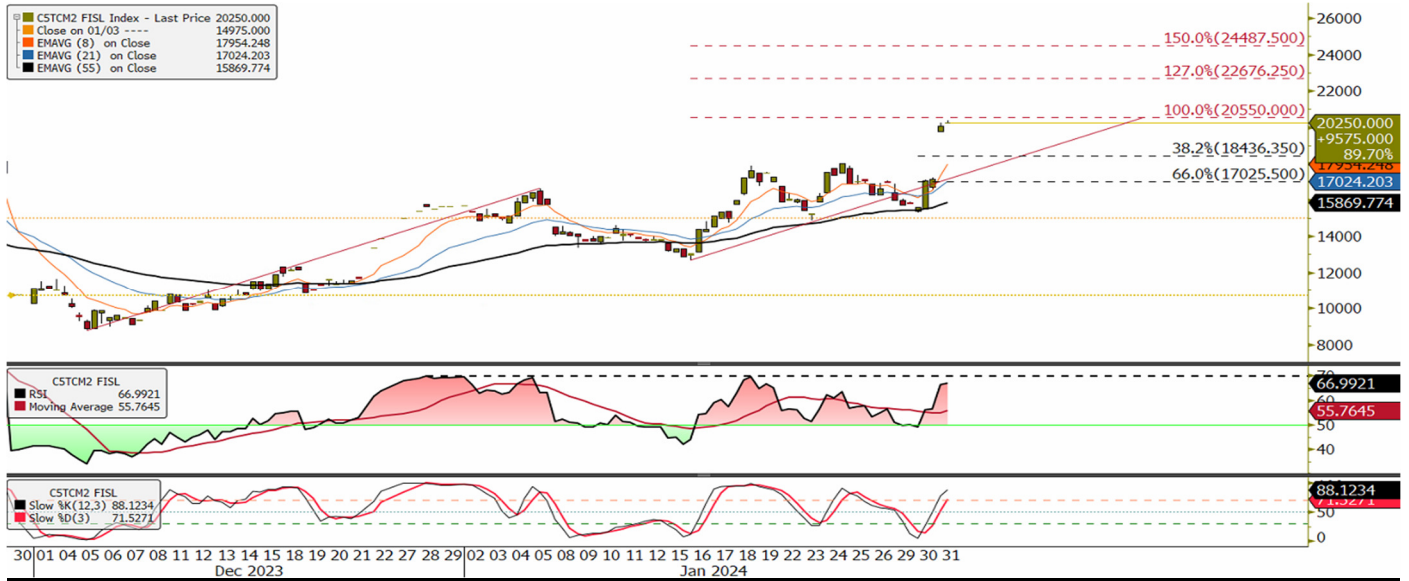 C5TCM2 FISL Index - Last Price 20250.000
Close on 01/03 ---- 14975.000
EMAVG (8) on Close 17954.248
EMAVG (21) on Close 17024.203
EMAVG (55) on Close 15869.774
150.0%(24487.500)
127.0%(22676.250)
100.0%(20550.000)
38.2%(18436.350)
66.0%(17025.500)
26000
24000
22000
20250.000
+9575.000
89.70%
17954.248
17024.203
15869.774
14000
12000
10000
8000
C5TCM2 FISL
RSI 66.9921
Moving Average 55.7645
70
66.9921
60
55.7645
50
40
C5TCM2 FISL
Slow %K(12,3) 88.1234
Slow %D(3) 71.5271
88.1234
71.5271
50
0
30 01 04 05 06 07 08 11 12 13 14 15 18 19 20 21 22 27 28 29 02 03 04 05 08 09 10 11 12 15 16 17 18 19 22 23 24 25 26 29 30 31
Dec 2023 Jan 2024